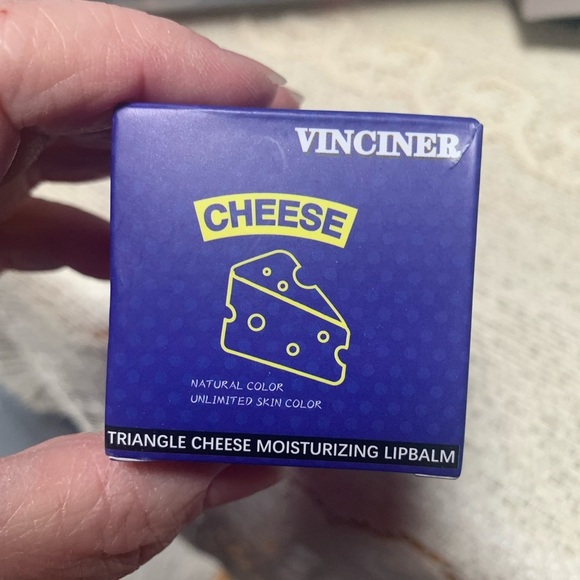 VINCINER
CHEESE
NATURAL COLOR
UNLIMITED SKIN COLOR
TRIANGLE CHEESE MOISTURIZING LIPBALM